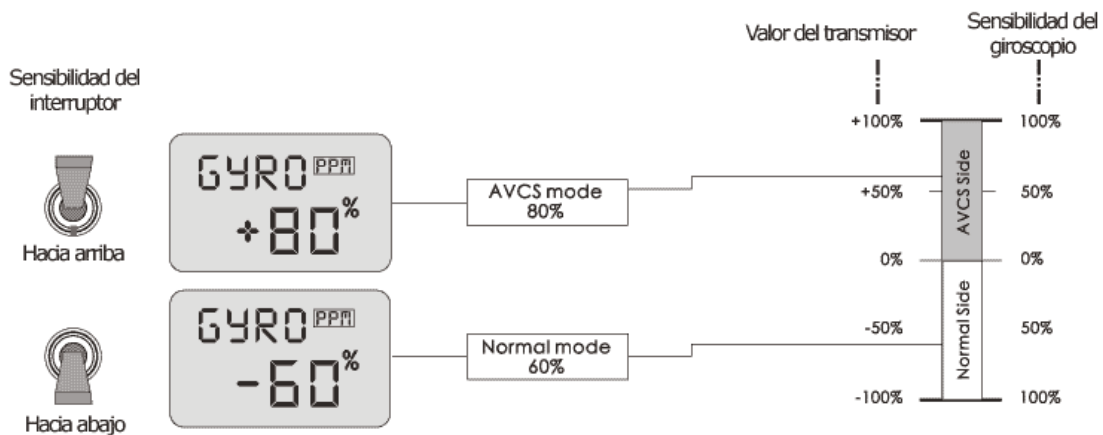 Sensibilidad del
interruptor
Hacia arriba
Hacia abajo
GYRO PPM
+80%
GYRO PPM
-60%
AVCS mode
80%
Normal mode
60%
Valor del transmisor
Sensibilidad del
giroscopio
+100%
100%
+50%
50%
0%
0%
-50%
50%
-100%
100%
AVCS Side
Normal Side